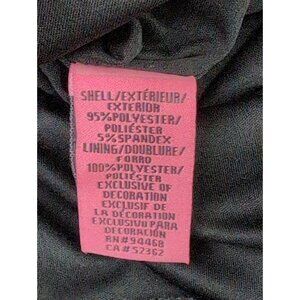 SHELL/EXTÉRIEUR/
EXTERIOR
95%POLYESTER/
POLIÉSTER
5%SPANDEX
LINING/DOUBLURE/
FORRO
100%POLYESTER/
POLIÉSTER
EXCLUSIVE OF
DECORATION
EXCLUSIF DE
LA DÉCORATION
EXCLUSIVO PARA
DECORACIÓN
RN#94468
CA#52362